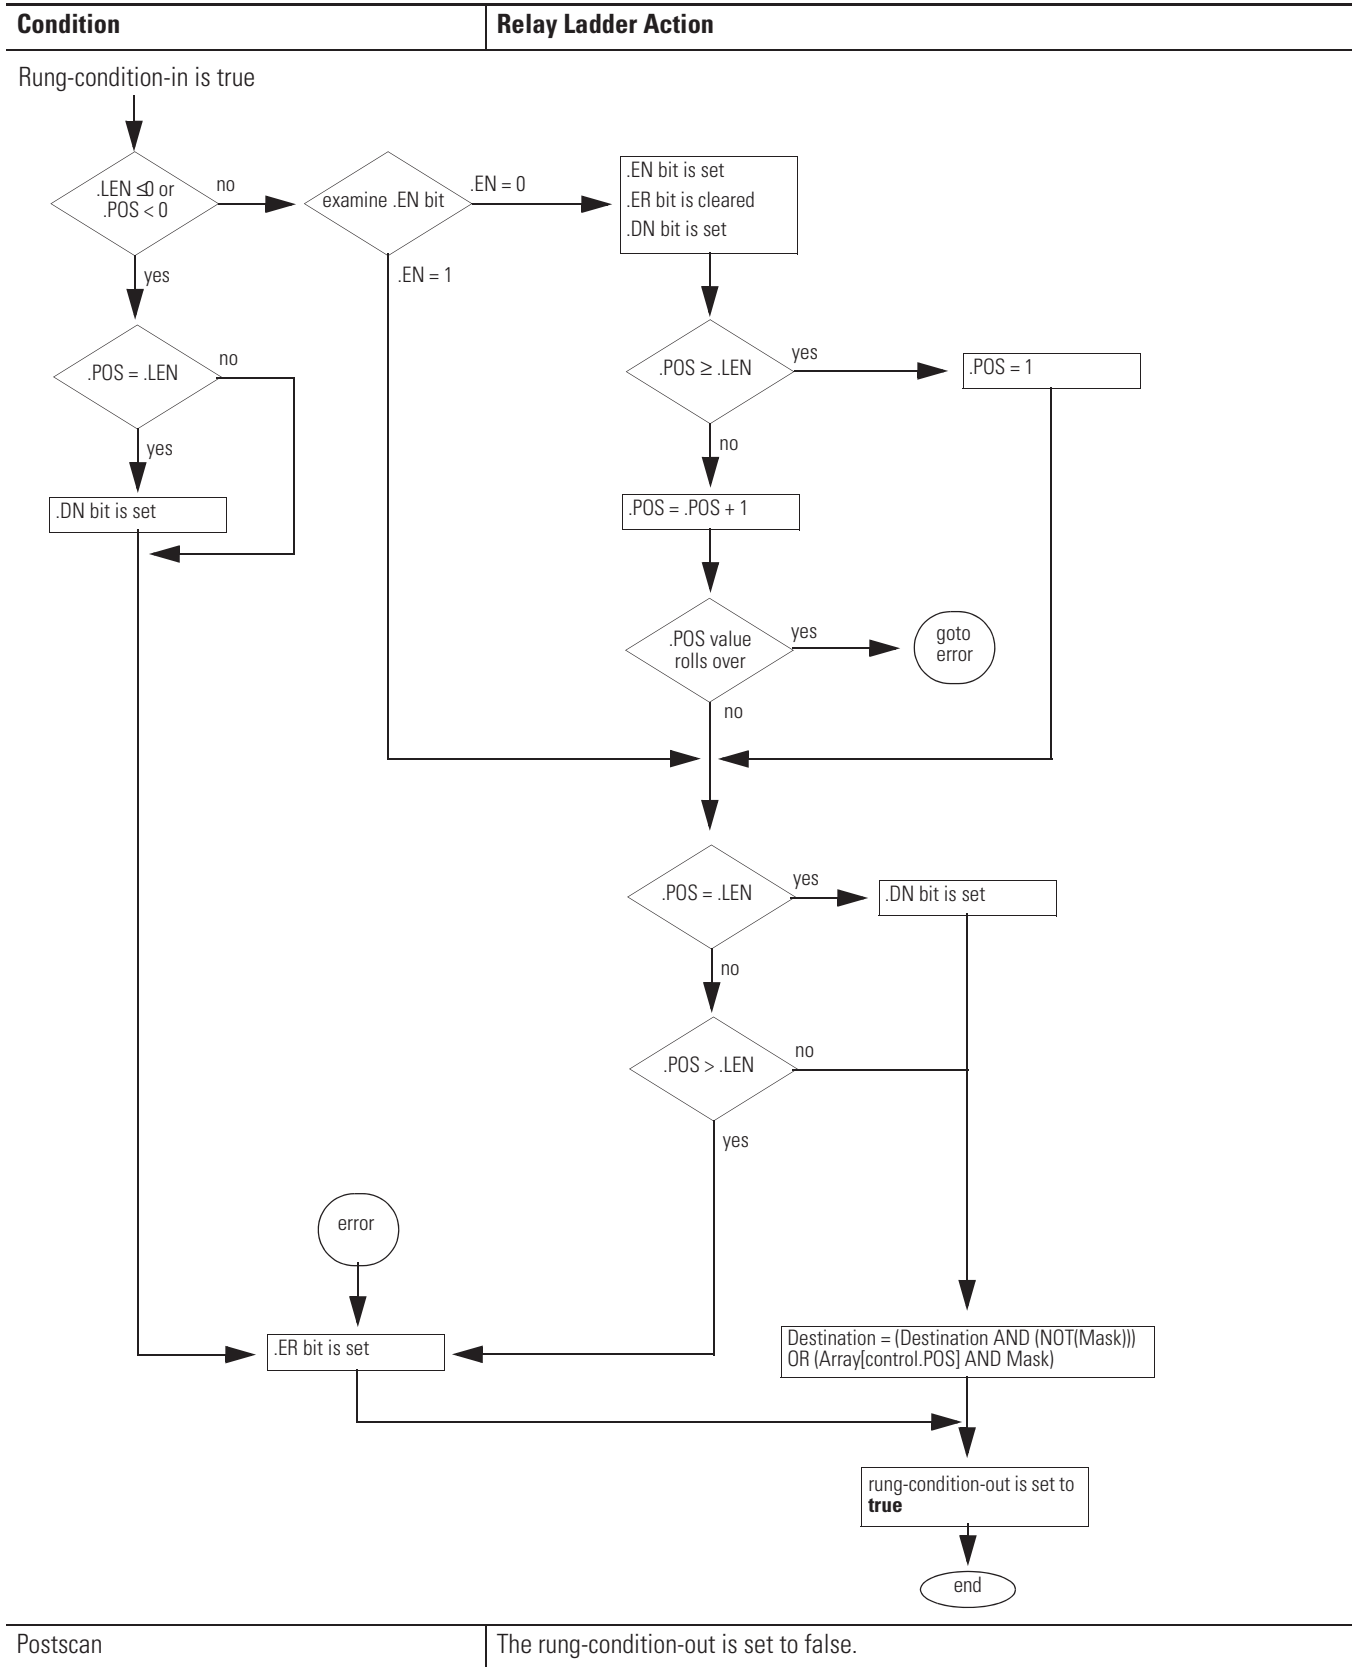 Condition
Relay Ladder Action
Rung-condition-in is true
.LEN ≤0 or
.POS < 0
no
examine .EN bit
.EN = 0
.EN bit is set
.ER bit is cleared
.DN bit is set
yes
.EN = 1
.POS = .LEN
no
.POS ≥ .LEN
yes
.POS = 1
yes
no
.DN bit is set
.POS = .POS + 1
.POS value
rolls over
yes
goto
error
no
.POS = .LEN
yes
.DN bit is set
no
.POS > .LEN
no
yes
error
.ER bit is set
Destination = (Destination AND (NOT(Mask)))
OR (Array[control.POS] AND Mask)
rung-condition-out is set to
true
end
Postscan
The rung-condition-out is set to false.